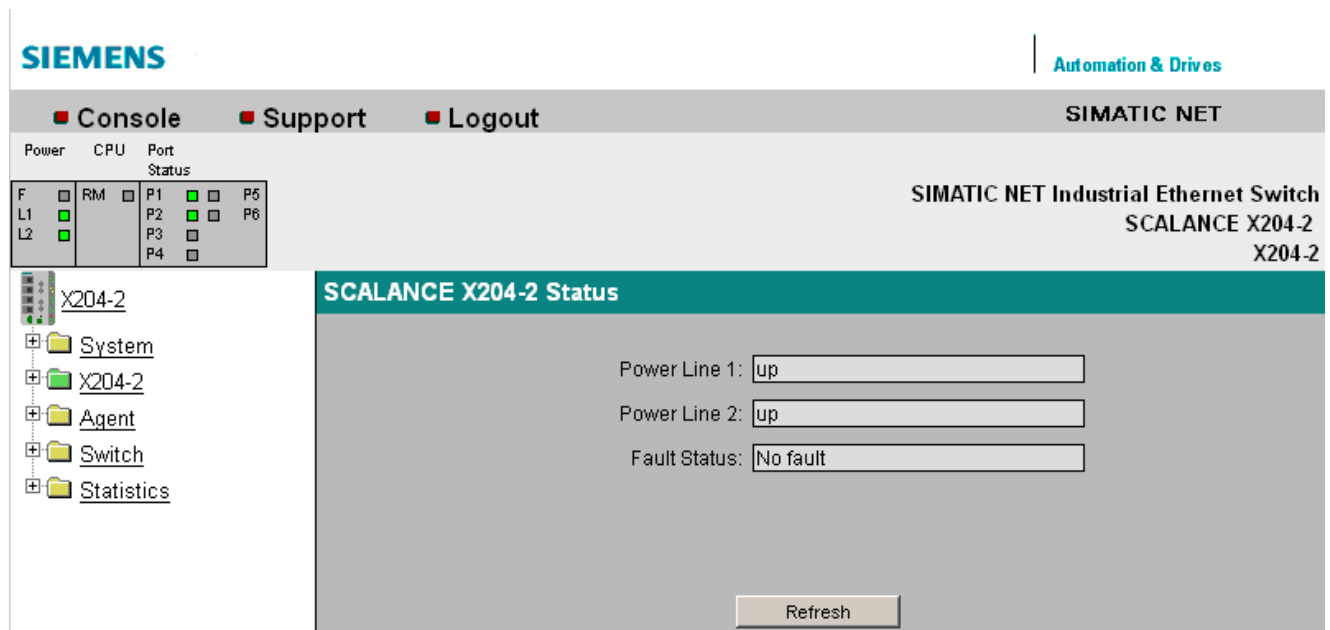 SIEMENS
Automation & Drives
Console Support Logout SIMATIC NET
Power CPU Port Status
F RM P1 P5
L1 P2 P6
L2 P3
P4
SIMATIC NET Industrial Ethernet Switch
SCALANCE X204-2
X204-2
X204-2
System
X204-2
Agent
Switch
Statistics
SCALANCE X204-2 Status
Power Line 1: up
Power Line 2: up
Fault Status: No fault
Refresh